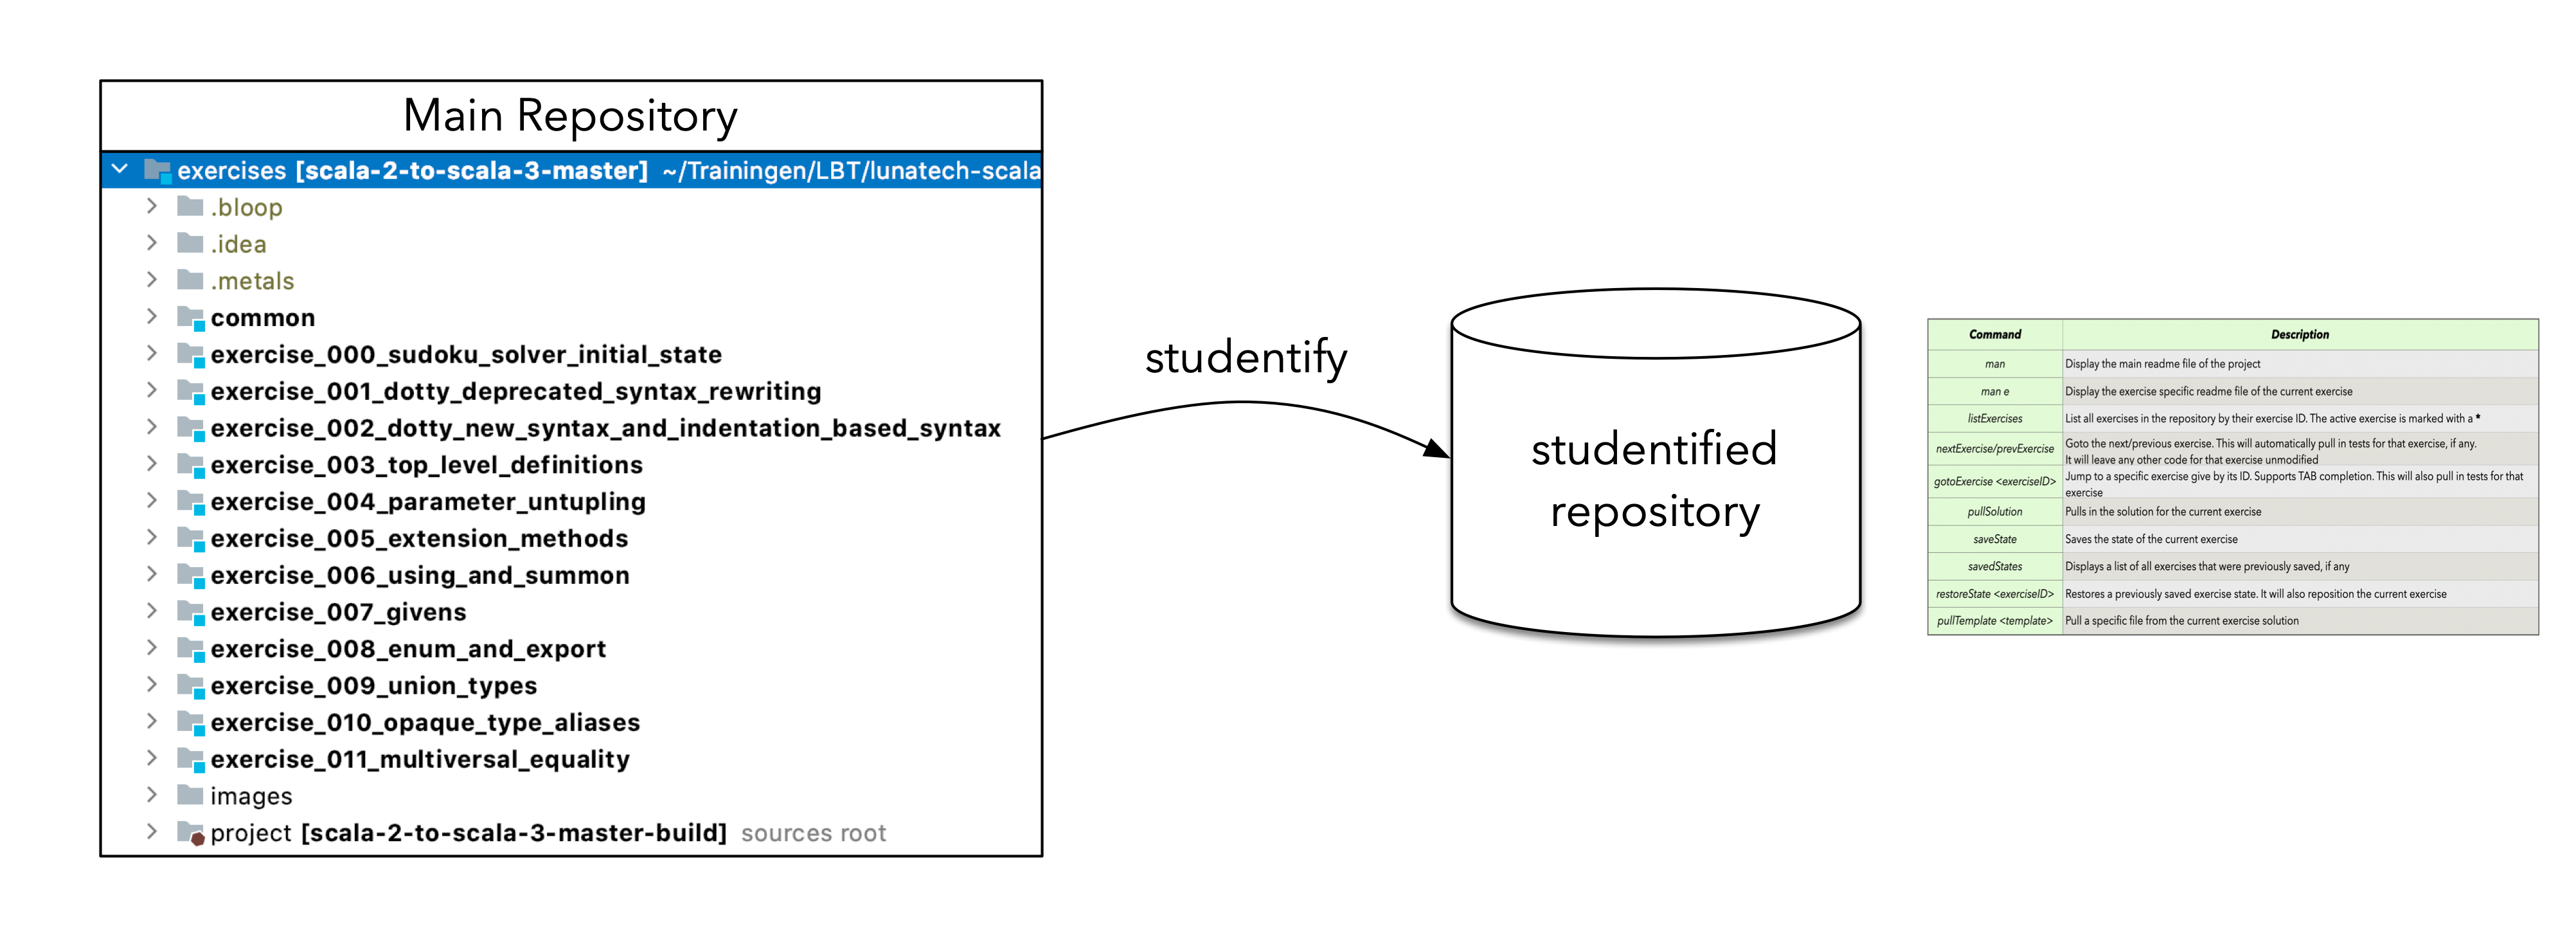 Main Repository
exercises [scala-2-to-scala-3-master] ~/Trainingen/LBT/lunatech-scala
.bloop
.idea
.metals
common
exercise_000_sudoku_solver_initial_state
exercise_001_dotty_deprecated_syntax_rewriting
exercise_002_dotty_new_syntax_and_indentation_based_syntax
exercise_003_top_level_definitions
exercise_004_parameter_untupling
exercise_005_extension_methods
exercise_006_using_and_summon
exercise_007_givens
exercise_008_enum_and_export
exercise_009_union_types
exercise_010_opaque_type_aliases
exercise_011_multiversal_equality
images
project [scala-2-to-scala-3-master-build] sources root
studentify
studentified
repository
Command Description
man Display the main readme file of the project
man e Display the exercise specific readme file of the current exercise
listExercises List all exercises in the repository by their exercise ID. The active exercise is marked with a *
nextExercise/prevExercise Goto the next/previous exercise. This will automatically pull in tests for that exercise, if any.
It will leave any other code for that exercise unmodified
gotoExercise <exerciseID> Jump to a specific exercise give by its ID. Supports TAB completion. This will also pull in tests for that
exercise
pullSolution Pulls in the solution for the current exercise
saveState Saves the state of the current exercise
savedStates Displays a list of all exercises that were previously saved, if any
restoreState <exerciseID> Restores a previously saved exercise state. It will also reposition the current exercise
pullTemplate <template> Pull a specific file from the current exercise solution